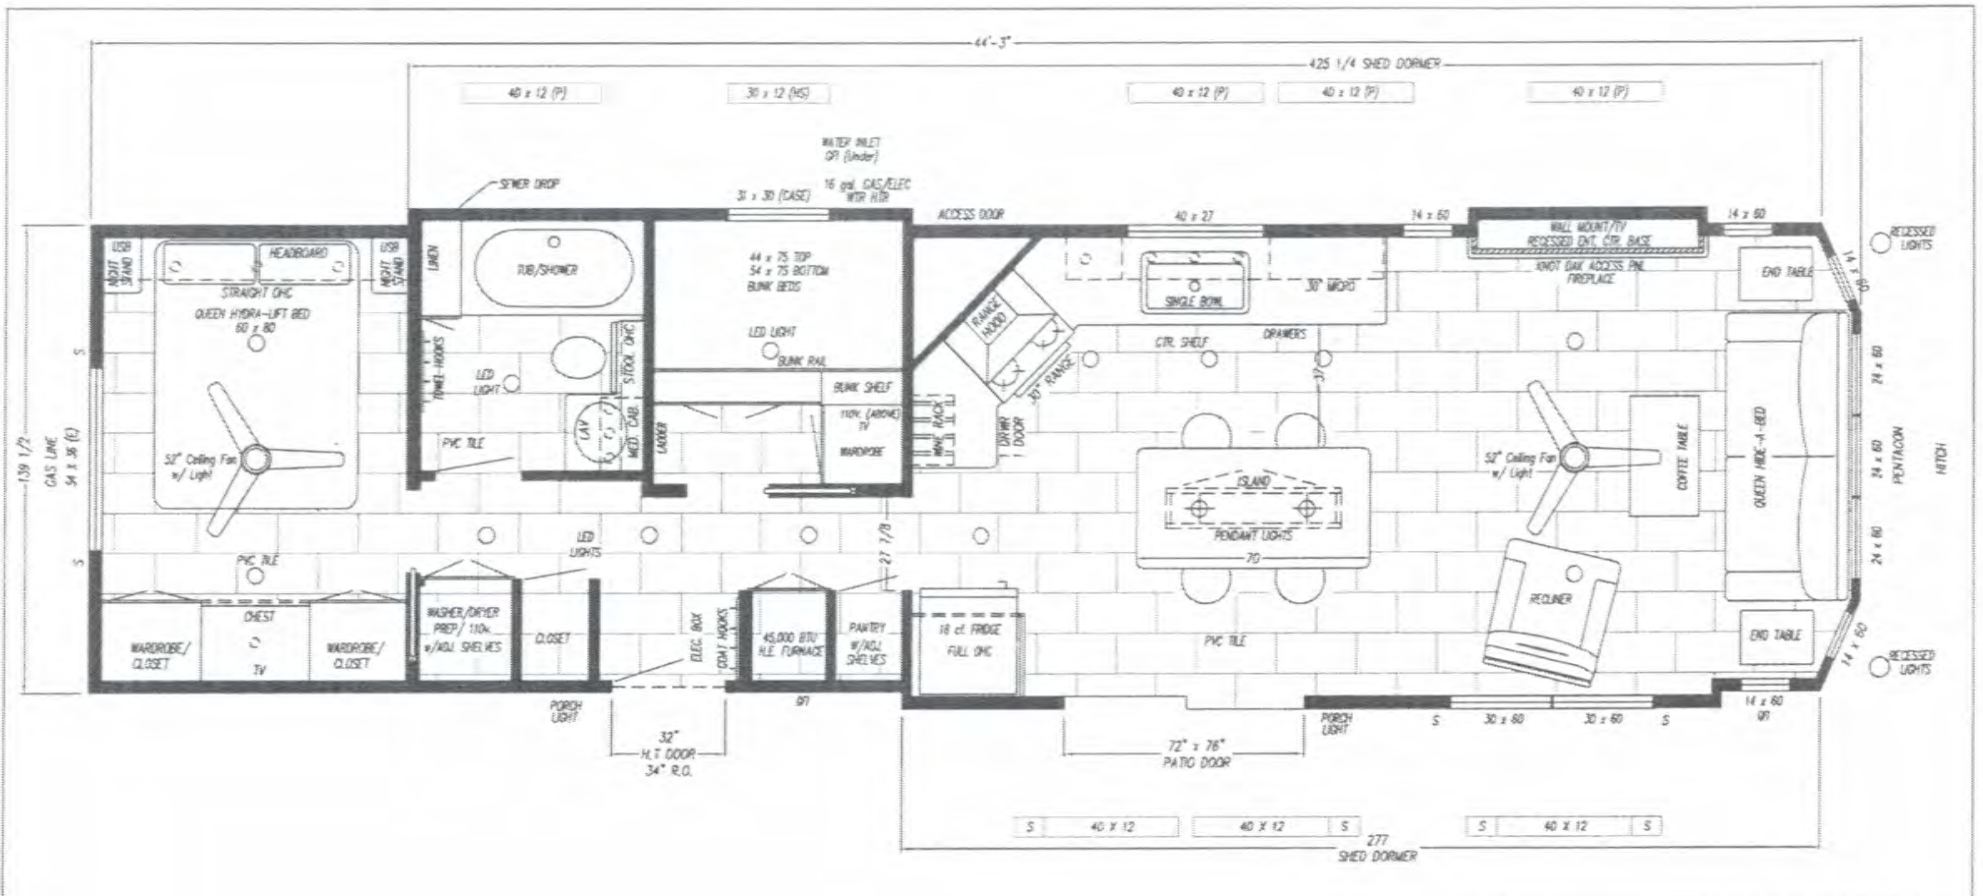 44'-3"
425 1/4 SHED DORMER
40 x 12 (P)
30 x 12 (HS)
40 x 12 (P)
40 x 12 (P)
40 x 12 (P)
WATER INLET
GFI (Under)
SEWER DROP
31 x 30 (CASE)
16 gal. GAS/ELEC
WTR HTR
ACCESS DOOR
40 x 27
14 x 60
WALL MOUNT/TV
RECESSED ENT. CTR. BASE
KNOT OAK ACCESS PNL
FIREPLACE
14 x 60
RECESSED
LIGHTS
14 x 60
END TABLE
USB
NIGHT
STAND
HEADBOARD
USB
NIGHT
STAND
STRAIGHT OHC
QUEEN HYDRA-LIFT BED
60 x 80
LINEN
TUB/SHOWER
44 x 75 TOP
54 x 75 BOTTOM
BUNK BEDS
LED LIGHT
BUNK RAIL
BUNK SHELF
RANGE
HOOD
30" RANGE
SINGLE BOWL
30" MICRO
CTR. SHELF
DRAWERS
37
TOWEL HOOKS
LED
LIGHT
STOOL OHC
LAV
MED. CAB.
PVC TILE
LADDER
110v. (ABOVE)
TV
WARDROBE
WINE RACK
DRWR
DOOR
S
139 1/2
GAS LINE
54 x 36 (E)
S
52" Ceiling Fan
w/ Light
52" Ceiling Fan
w/ Light
COFFEE TABLE
QUEEN HIDE-A-BED
24 x 60
24 x 60
24 x 60
PENTAGON
HITCH
ISLAND
PENDANT LIGHTS
70
PVC TILE
LED
LIGHTS
27 7/8
WARDROBE/
CLOSET
CHEST
TV
WARDROBE/
CLOSET
WASHER/DRYER
PREP/ 110v.
w/ADJ. SHELVES
CLOSET
ELEC. BOX
COAT HOOKS
45,000 BTU
H.E. FURNACE
PANTRY
W/ADJ.
SHELVES
18 cf. FRIDGE
FULL OHC
PVC TILE
RECLINER
END TABLE
14 x 60
RECESSED
LIGHTS
PORCH
LIGHT
GFI
PORCH
LIGHT
S
30 x 60
30 x 60
S
14 x 60
GFI
32"
H.T DOOR
34" R.O.
72" x 76"
PATIO DOOR
S
40 X 12
40 X 12
S
S
40 X 12
S
277
SHED DORMER